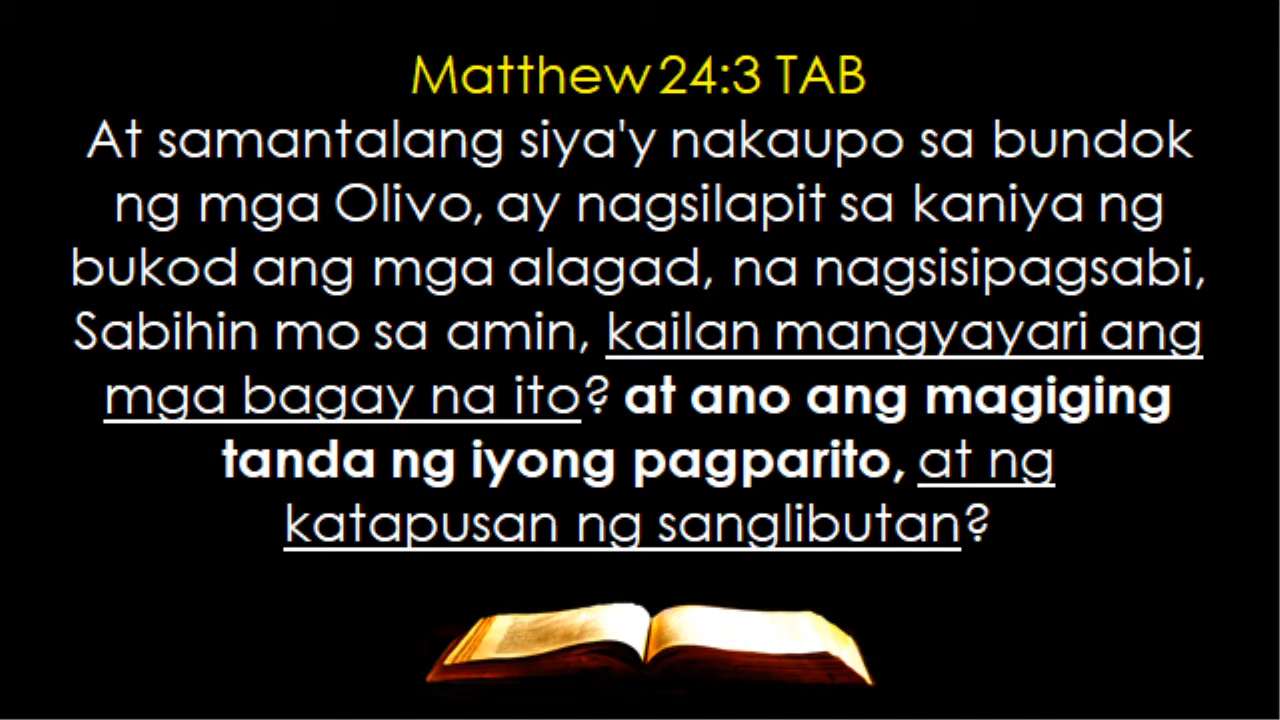 Matthew 24:3 TAB
At samantalang siya'y nakaupo sa bundok
ng mga Olivo, ay nagsilapit sa kaniya ng
bukod ang mga alagad, na nagsisipagsabi,
Sabihin mo sa amin, kailan mangyayari ang
mga bagay na ito? at ano ang magiging
tanda ng iyong pagparito, at ng
katapusan ng sanglibutan?